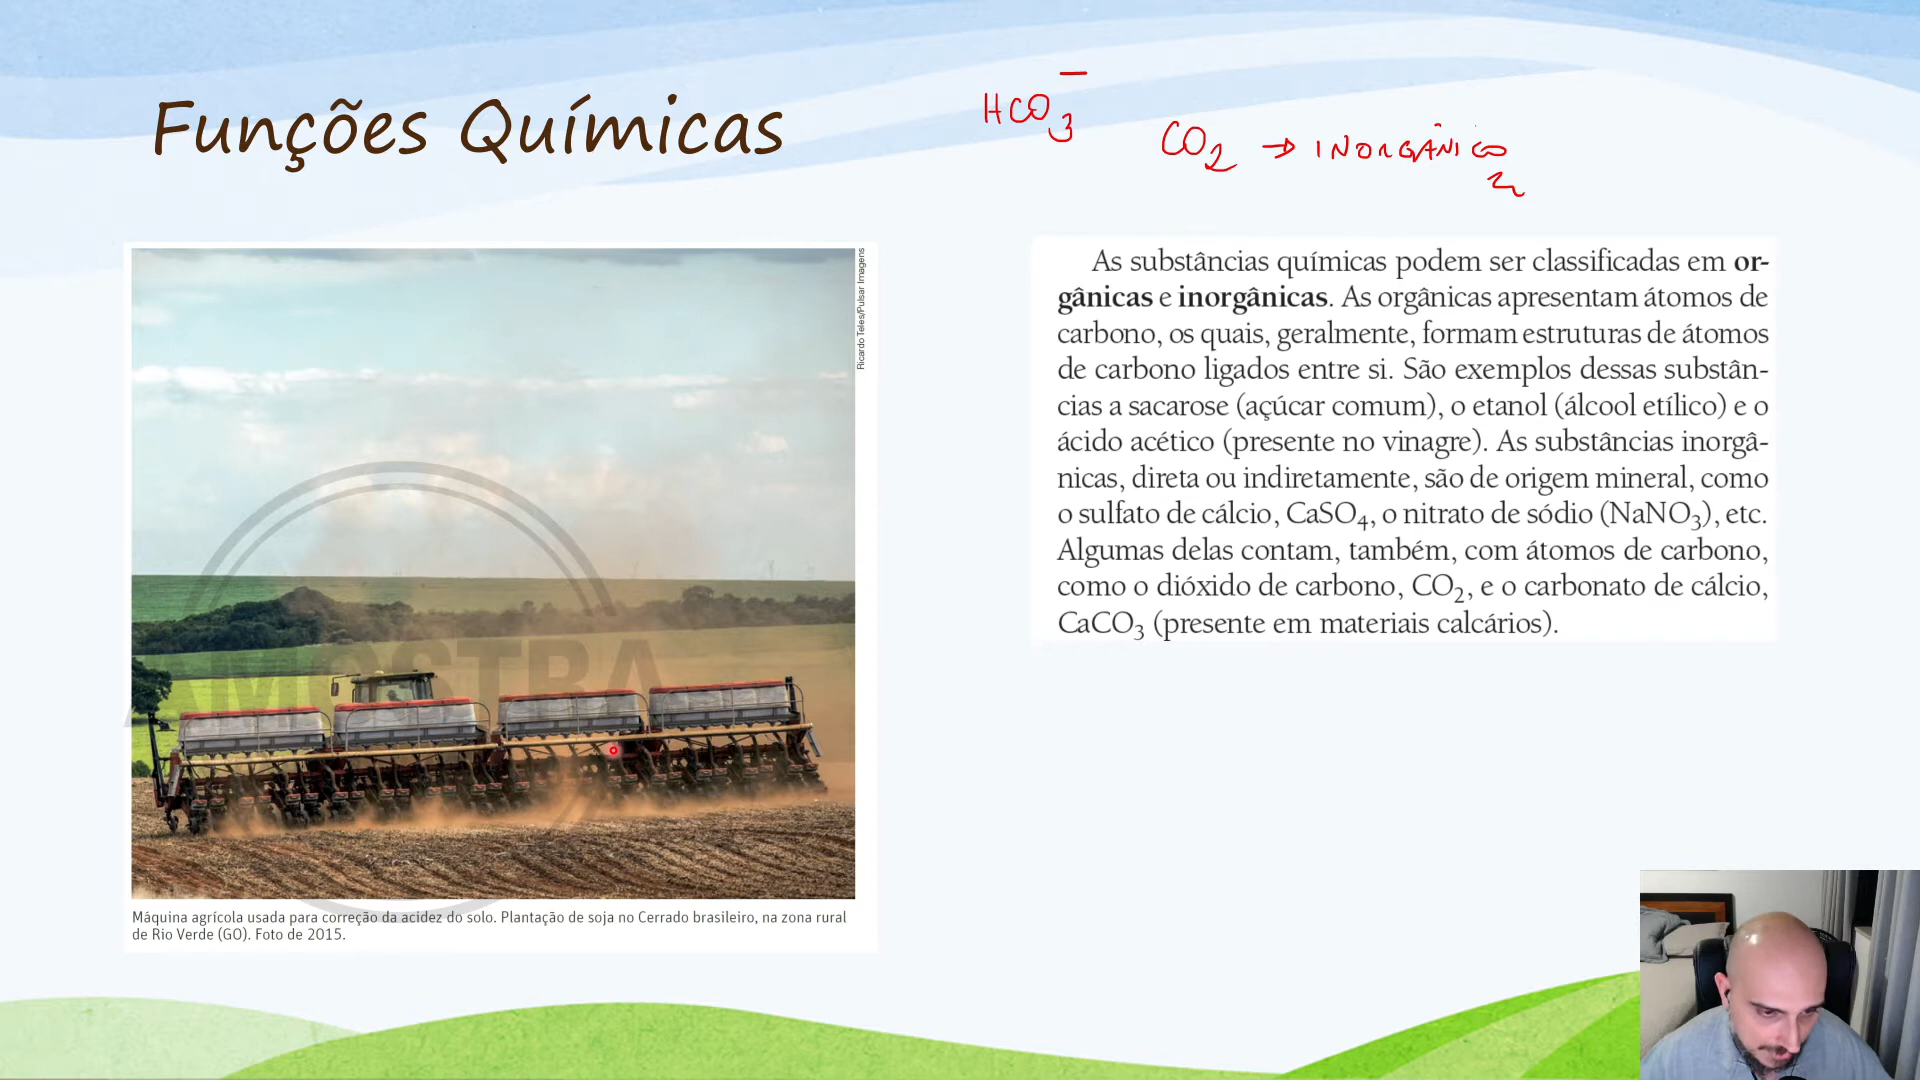 Funções Químicas
HCO₃⁻
CO₂ → INORGÂNICO
Ricardo Teles/Pulsar Imagens
As substâncias químicas podem ser classificadas em or-
gânicas e inorgânicas. As orgânicas apresentam átomos de
carbono, os quais, geralmente, formam estruturas de átomos
de carbono ligados entre si. São exemplos dessas substân-
cias a sacarose (açúcar comum), o etanol (álcool etílico) e o
ácido acético (presente no vinagre). As substâncias inorgâ-
nicas, direta ou indiretamente, são de origem mineral, como
o sulfato de cálcio, CaSO₄, o nitrato de sódio (NaNO₃), etc.
Algumas delas contam, também, com átomos de carbono,
como o dióxido de carbono, CO₂, e o carbonato de cálcio,
CaCO₃ (presente em materiais calcários).
AMOSTRA
Máquina agrícola usada para correção da acidez do solo. Plantação de soja no Cerrado brasileiro, na zona rural
de Rio Verde (GO). Foto de 2015.